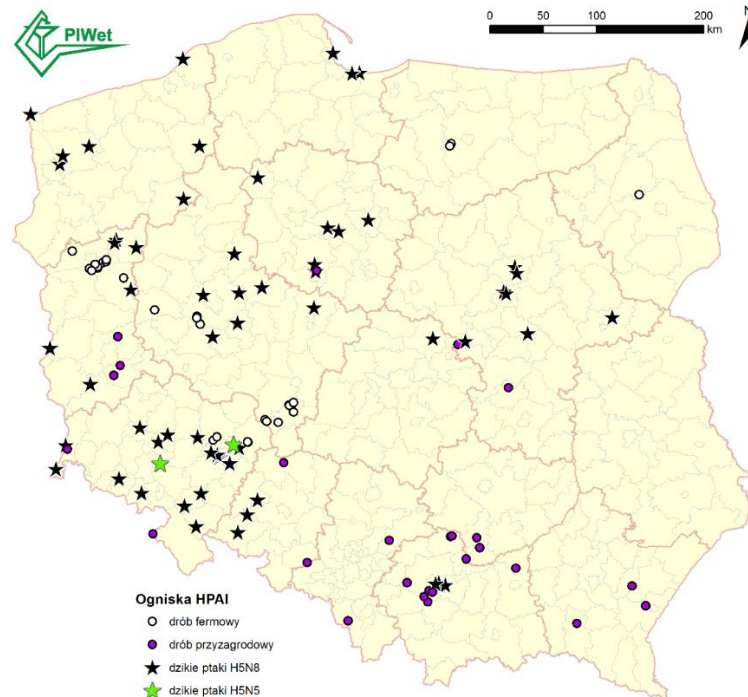 PIWet
0 50 100 200
km
N
Ogniska HPAI
drób fermowy
drób przyzagrodowy
dzikie ptaki H5N8
dzikie ptaki H5N5